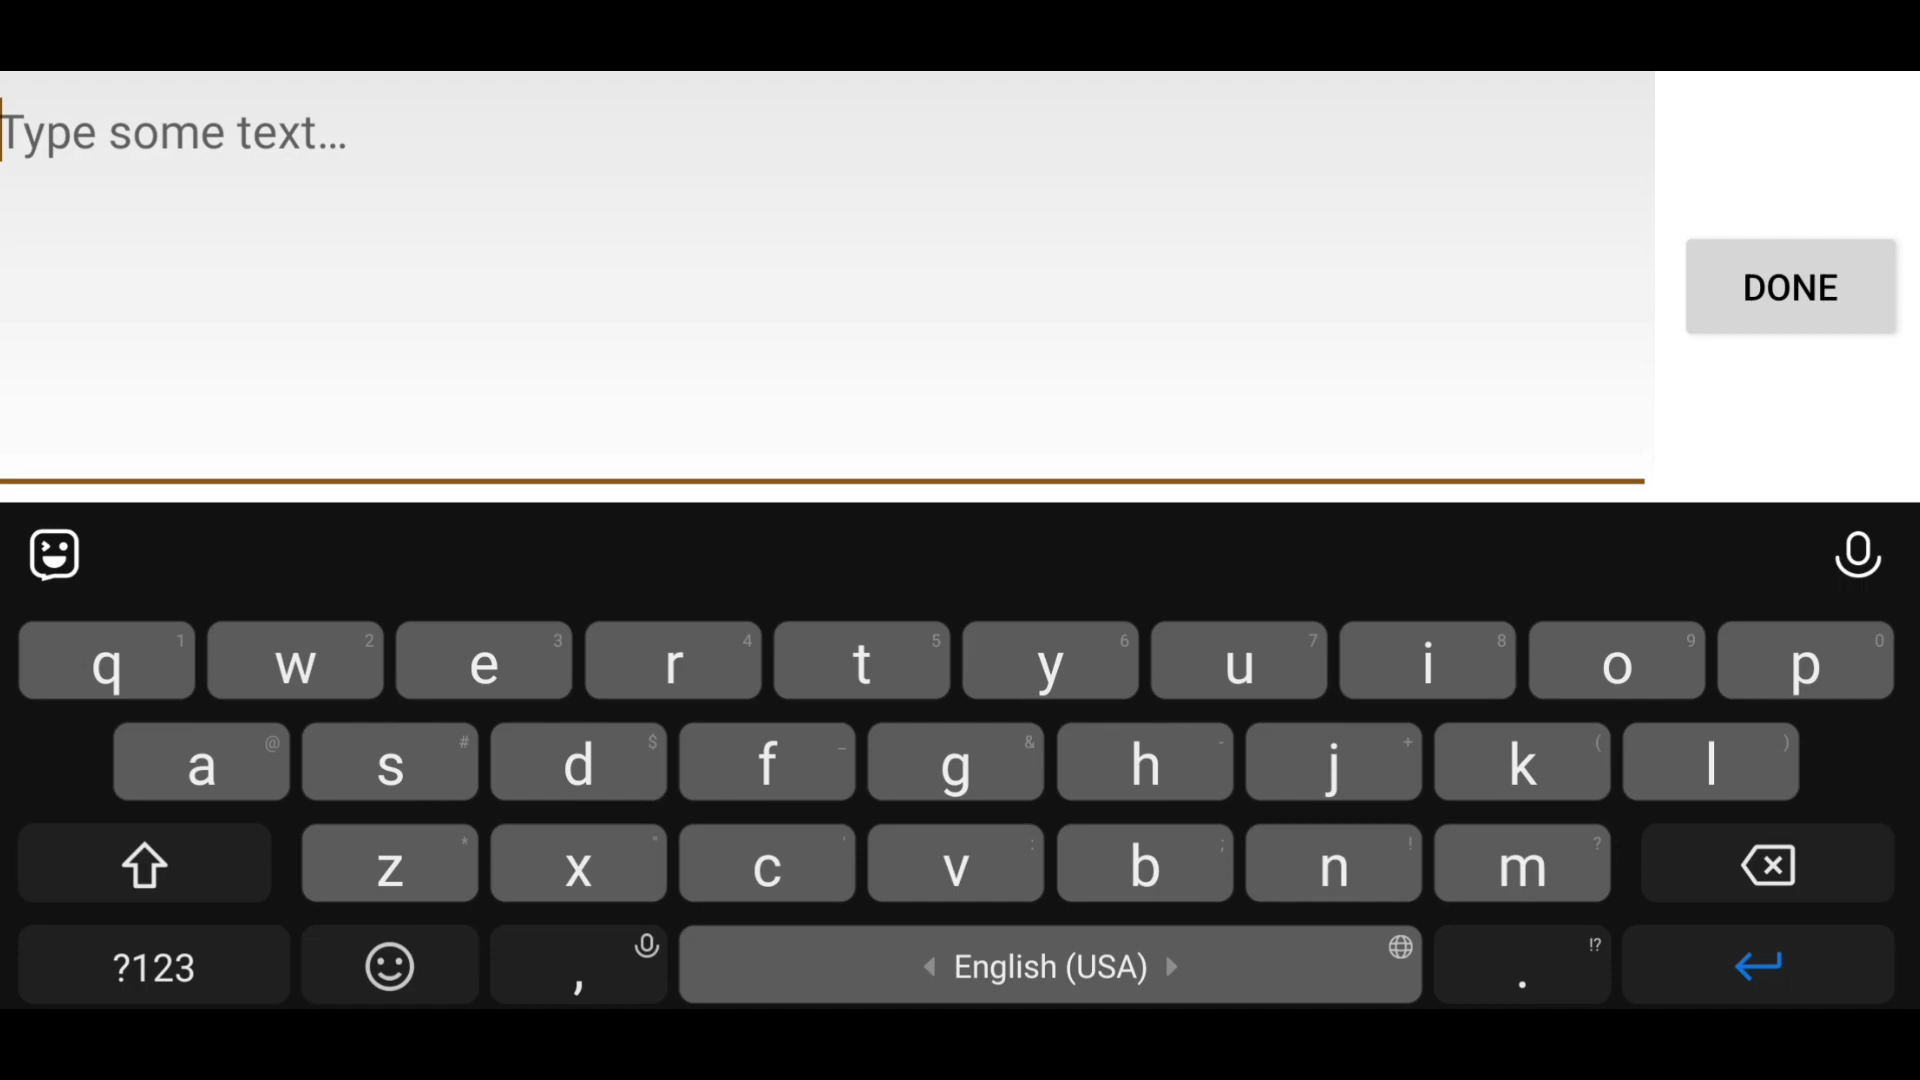 Type some text...
DONE
q 1 w 2 e 3 r 4 t 5 y 6 u 7 i 8 o 9 p 0
a @ s # d $ f _ g & h - j + k ( l )
z * x " c ' v : b ; n ! m ?
?123 , English (USA) . !?